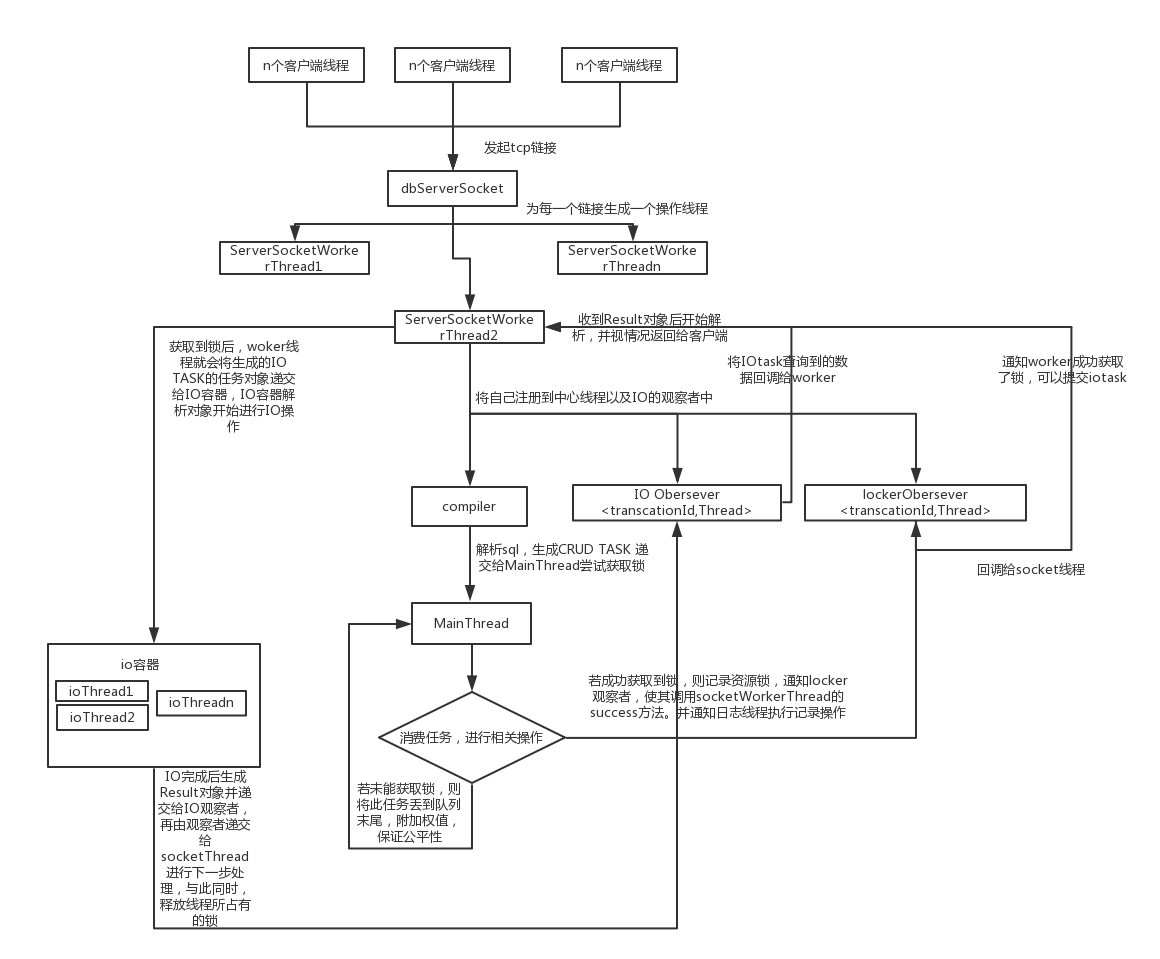 n个客户端线程
n个客户端线程
n个客户端线程
发起tcp链接
dbServerSocket
为每一个链接生成一个操作线程
ServerSocketWorke
rThread1
ServerSocketWorke
rThreadn
ServerSocketWorke
rThread2
收到Result对象后开始解
析，并视情况返回给客户端
获取到锁后，woker线
程就会将生成的IO
TASK的任务对象递交
给IO容器，IO容器解
析对象开始进行IO操
作
将IOtask查询到的数
据回调给worker
通知worker成功获取
了锁，可以提交iotask
将自己注册到中心线程以及IO的观察者中
compiler
IO Obersever
<transcationId,Thread>
lockerObersever
<transcationId,Thread>
解析sql，生成CRUD TASK 递
交给MainThread尝试获取锁
回调给socket线程
MainThread
io容器
ioThread1
ioThread2
ioThreadn
若成功获取到锁，则记录资源锁，通知locker
观察者，使其调用socketWorkerThread的
success方法。并通知日志线程执行记录操作
消费任务，进行相关操作
若未能获取锁，则
将此任务丢到队列
末尾，附加权值，
保证公平性
IO完成后生成
Result对象并递
交给IO观察者，
再由观察者递交
给
socketThread
进行下一步处
理，与此同时，
释放线程所占有
的锁